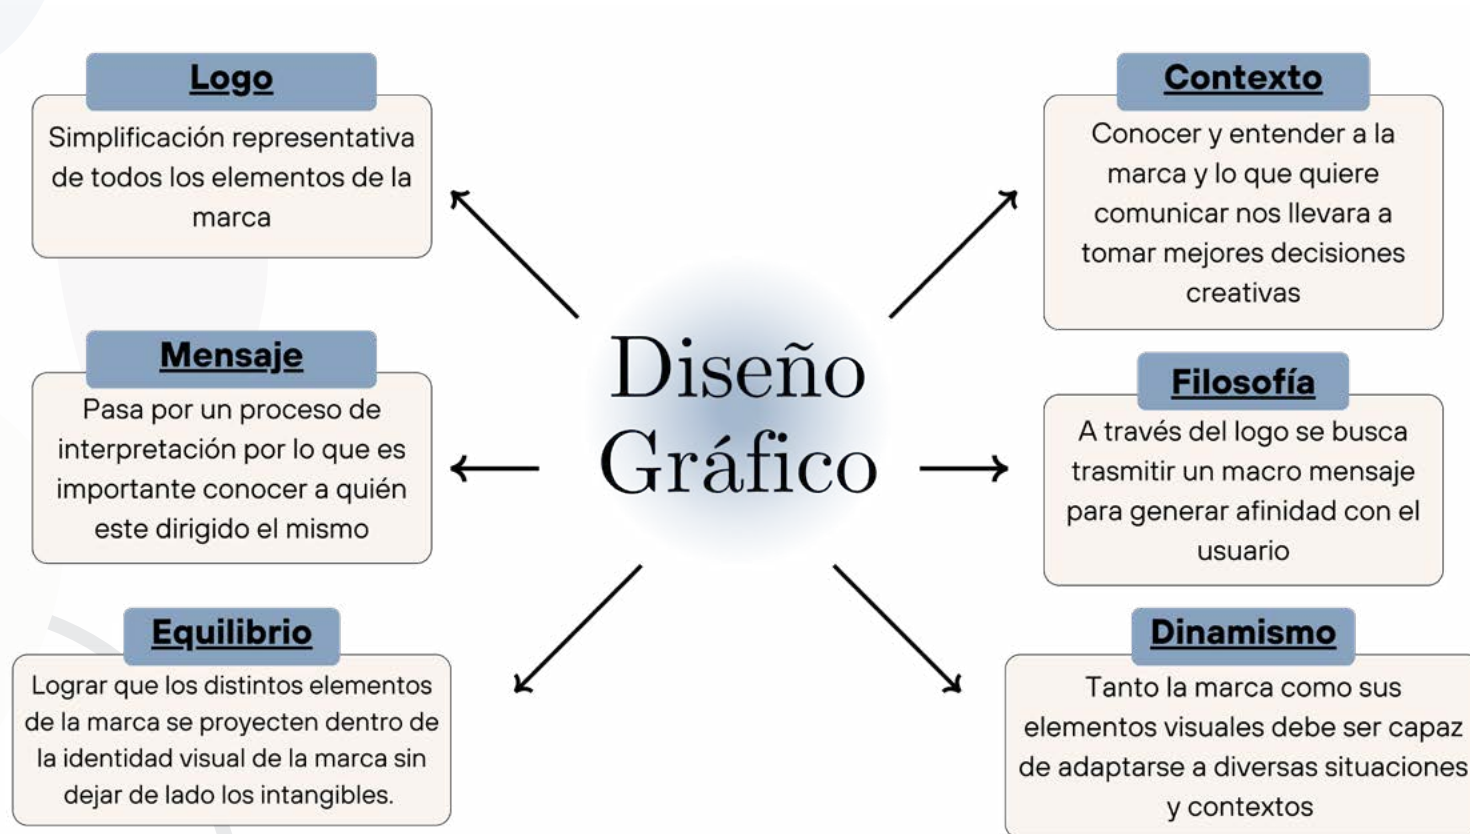 Logo
Simplificación representativa
de todos los elementos de la
marca
Mensaje
Pasa por un proceso de
interpretación por lo que es
importante conocer a quién
este dirigido el mismo
Equilibrio
Lograr que los distintos elementos
de la marca se proyecten dentro de
la identidad visual de la marca sin
dejar de lado los intangibles.
Diseño
Gráfico
Contexto
Conocer y entender a la
marca y lo que quiere
comunicar nos llevara a
tomar mejores decisiones
creativas
Filosofía
A través del logo se busca
trasmitir un macro mensaje
para generar afinidad con el
usuario
Dinamismo
Tanto la marca como sus
elementos visuales debe ser capaz
de adaptarse a diversas situaciones
y contextos